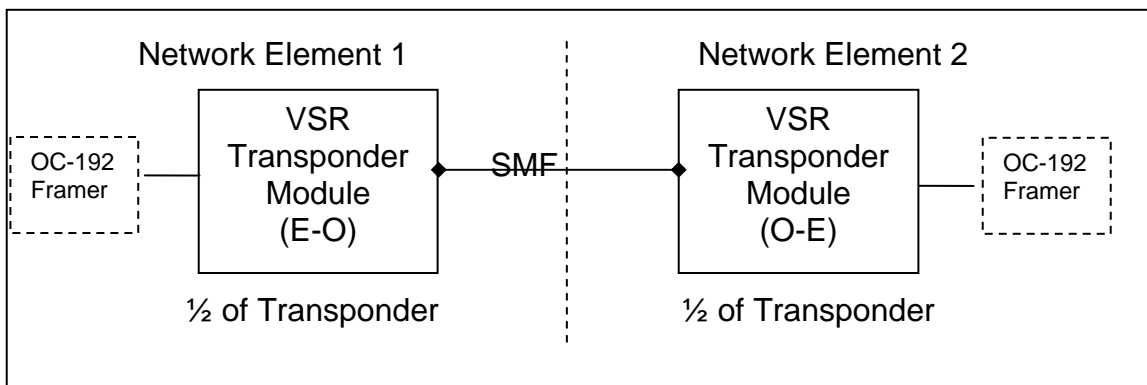 Network Element 1
Network Element 2
OC-192
Framer
VSR
Transponder
Module
(E-O)
SMF
VSR
Transponder
Module
(O-E)
OC-192
Framer
½ of Transponder
½ of Transponder